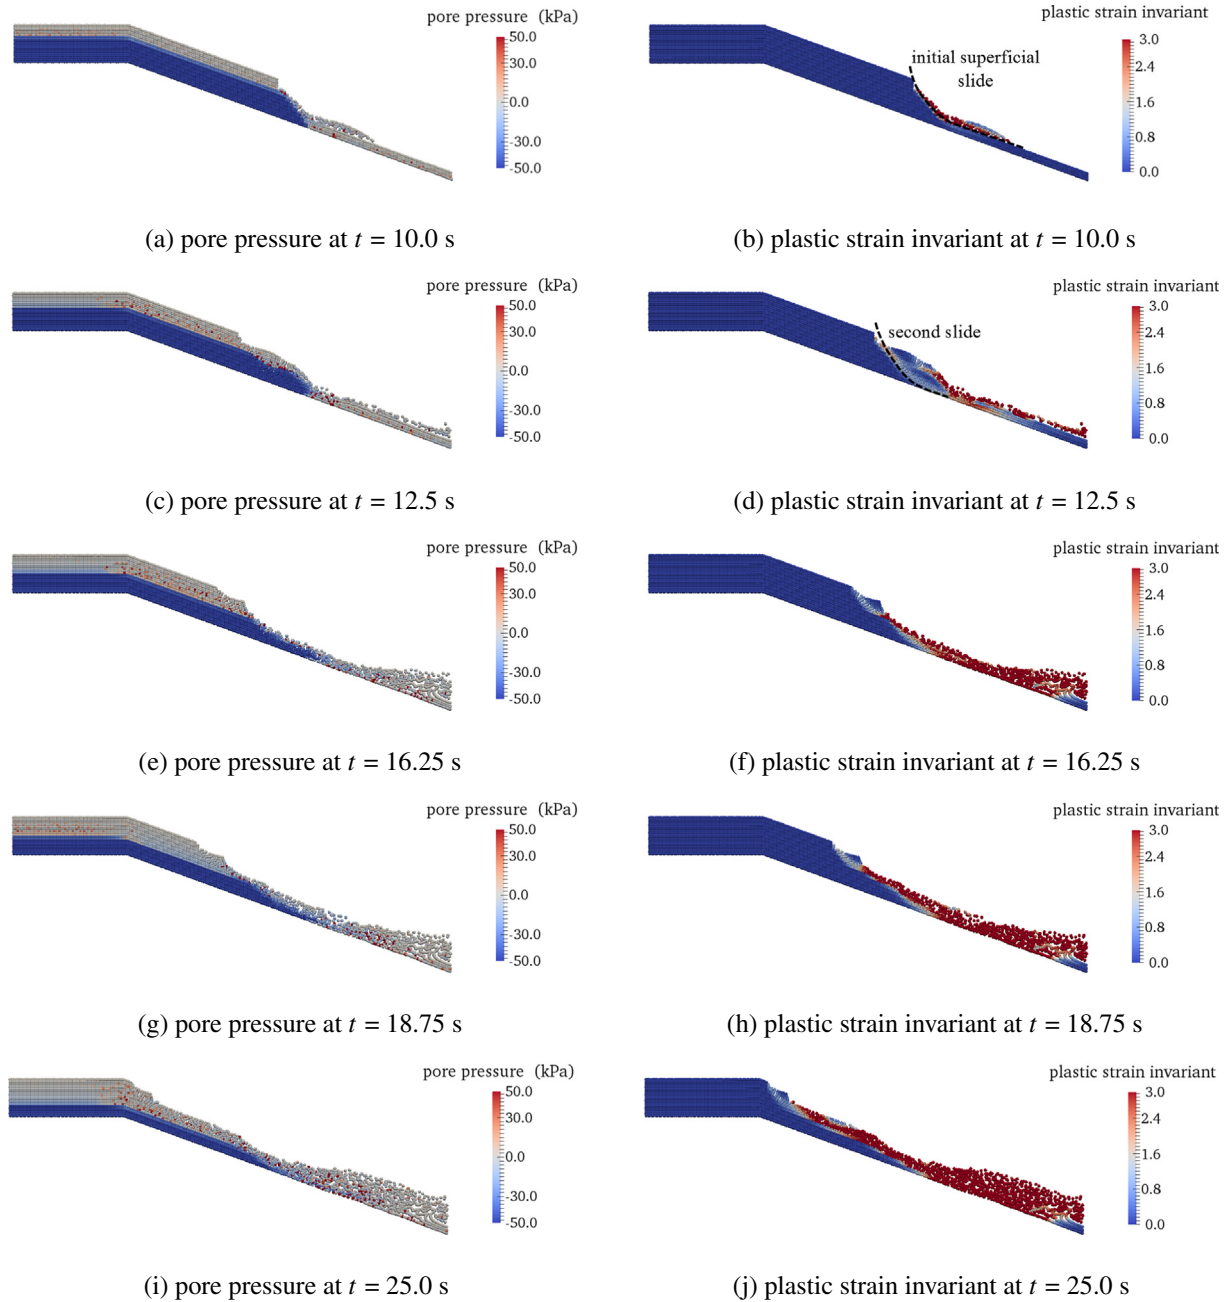 pore pressure (kPa)
50.0
30.0
0.0
-30.0
-50.0
plastic strain invariant
3.0
2.4
1.6
0.8
0.0
initial superficial
slide
(a) pore pressure at t = 10.0 s
(b) plastic strain invariant at t = 10.0 s
pore pressure (kPa)
50.0
30.0
0.0
-30.0
-50.0
plastic strain invariant
3.0
2.4
1.6
0.8
0.0
second slide
(c) pore pressure at t = 12.5 s
(d) plastic strain invariant at t = 12.5 s
pore pressure (kPa)
50.0
30.0
0.0
-30.0
-50.0
plastic strain invariant
3.0
2.4
1.6
0.8
0.0
(e) pore pressure at t = 16.25 s
(f) plastic strain invariant at t = 16.25 s
pore pressure (kPa)
50.0
30.0
0.0
-30.0
-50.0
plastic strain invariant
3.0
2.4
1.6
0.8
0.0
(g) pore pressure at t = 18.75 s
(h) plastic strain invariant at t = 18.75 s
pore pressure (kPa)
50.0
30.0
0.0
-30.0
-50.0
plastic strain invariant
3.0
2.4
1.6
0.8
0.0
(i) pore pressure at t = 25.0 s
(j) plastic strain invariant at t = 25.0 s